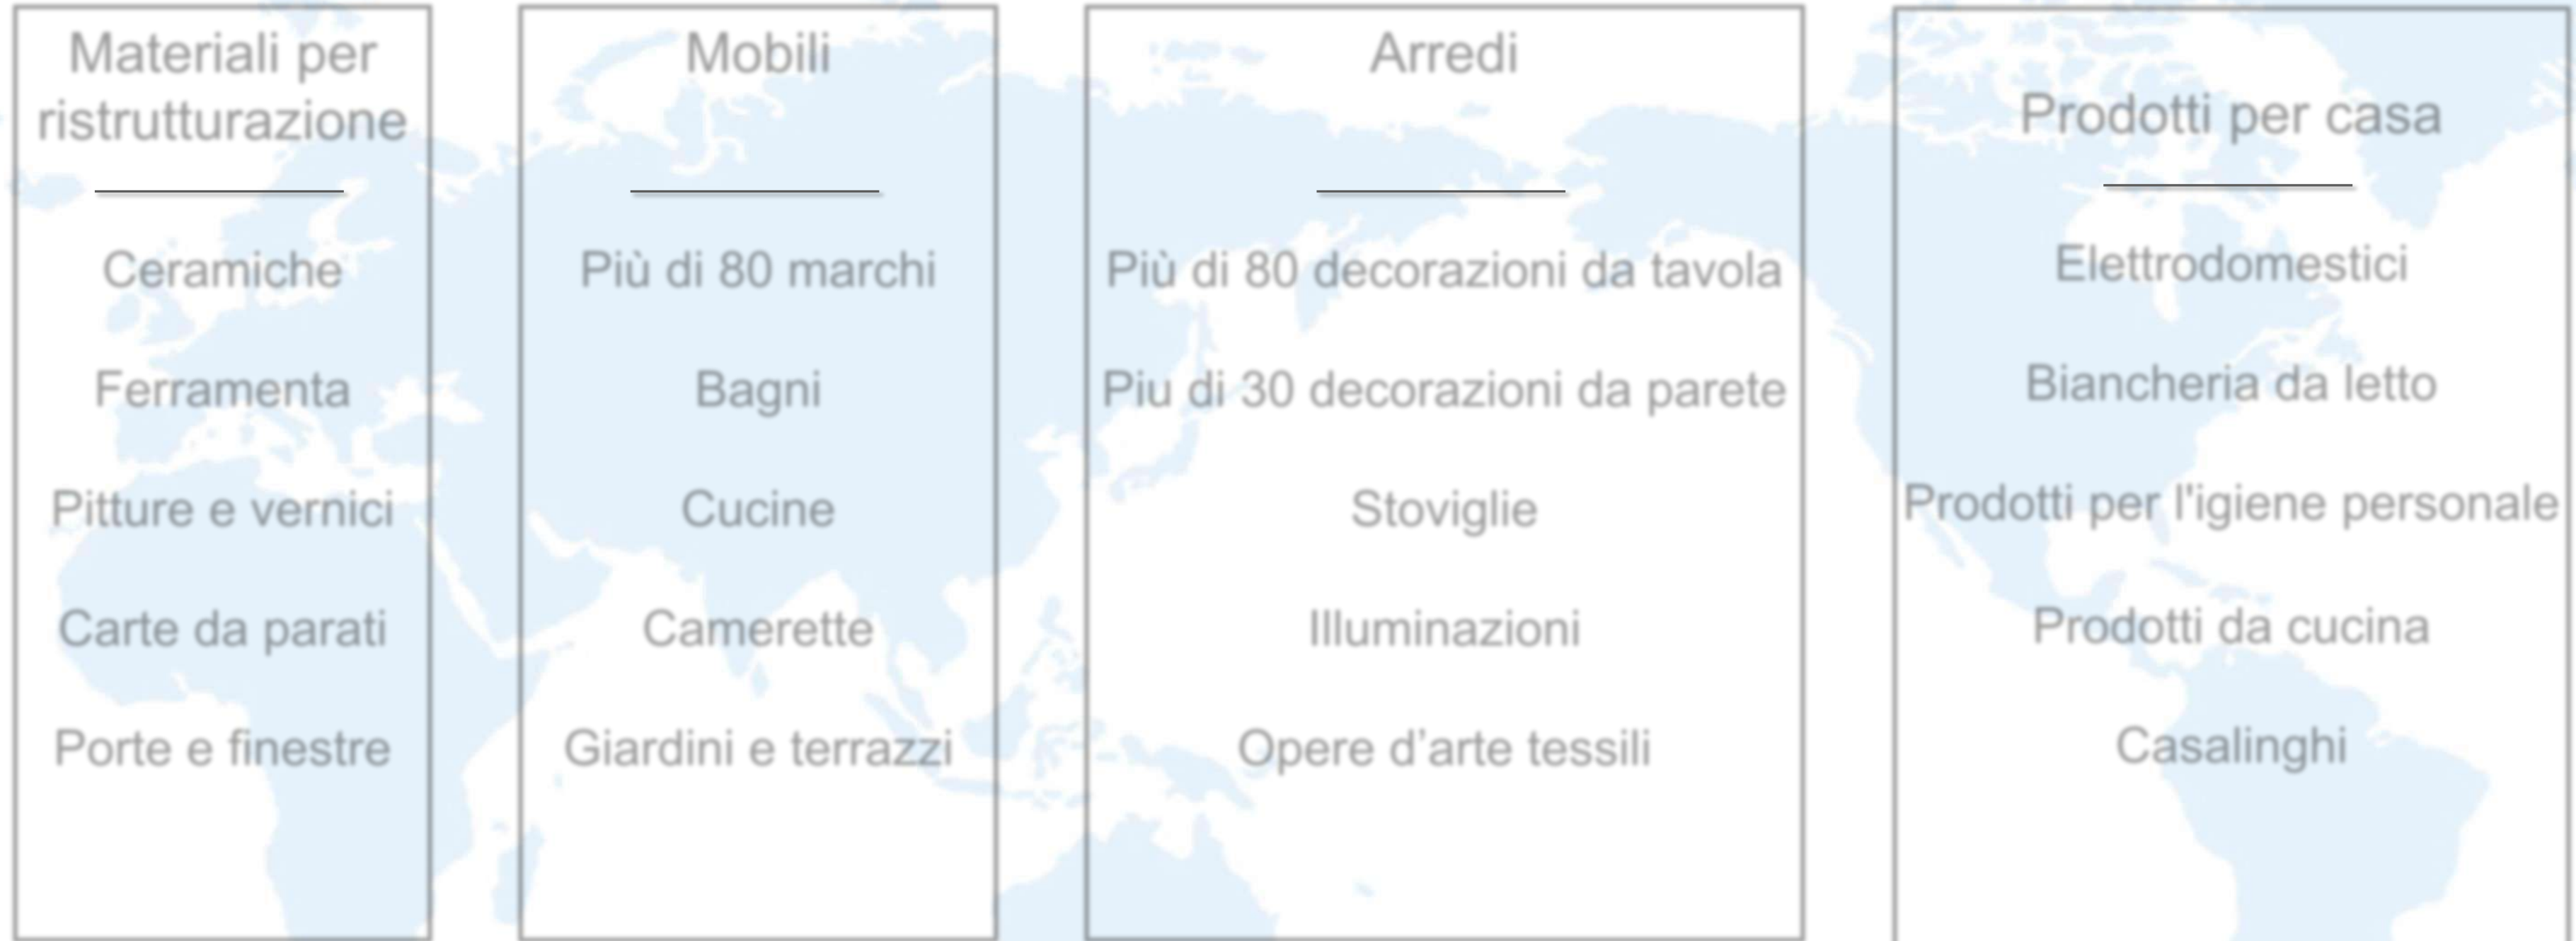 Materiali per
ristrutturazione
Ceramiche
Ferramenta
Pitture e vernici
Carte da parati
Porte e finestre
Mobili
Più di 80 marchi
Bagni
Cucine
Camerette
Giardini e terrazzi
Arredi
Più di 80 decorazioni da tavola
Piu di 30 decorazioni da parete
Stoviglie
Illuminazioni
Opere d’arte tessili
Prodotti per casa
Elettrodomestici
Biancheria da letto
Prodotti per l'igiene personale
Prodotti da cucina
Casalinghi